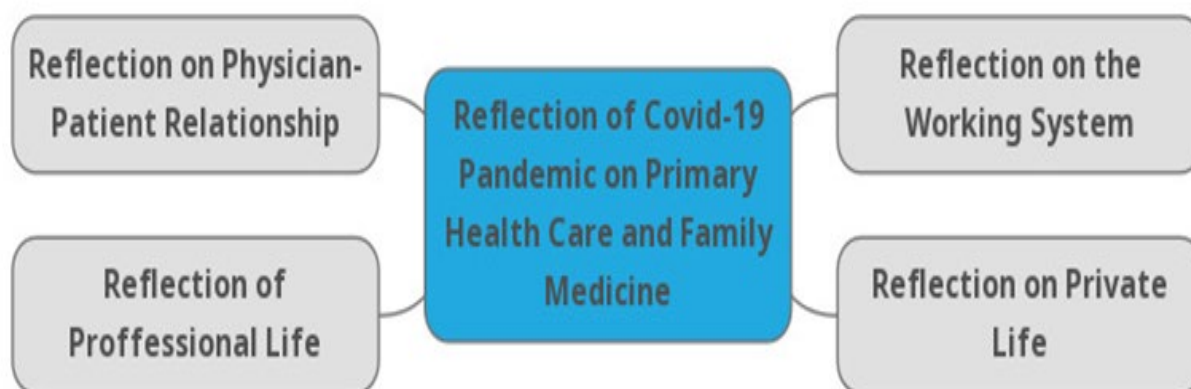 Reflection on Physician-
Patient Relationship
Reflection of
Proffessional Life
Reflection of Covid-19
Pandemic on Primary
Health Care and Family
Medicine
Reflection on the
Working System
Reflection on Private
Life